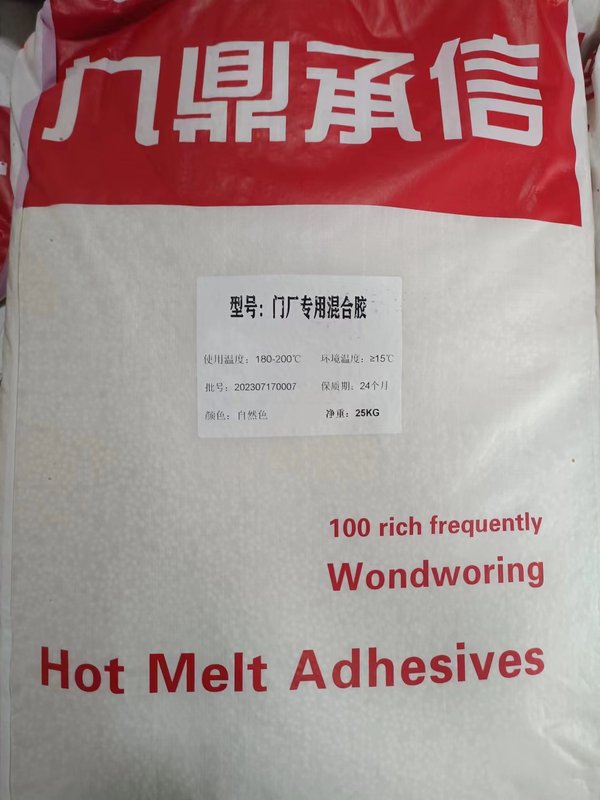 九鼎承信
型号：门厂专用混合胶
使用温度：180-200℃ 环境温度：≥15℃
批号：202307170007 保质期：24个月
颜色：自然色 净重：25KG
100 rich frequently
Wondworing
Hot Melt Adhesives